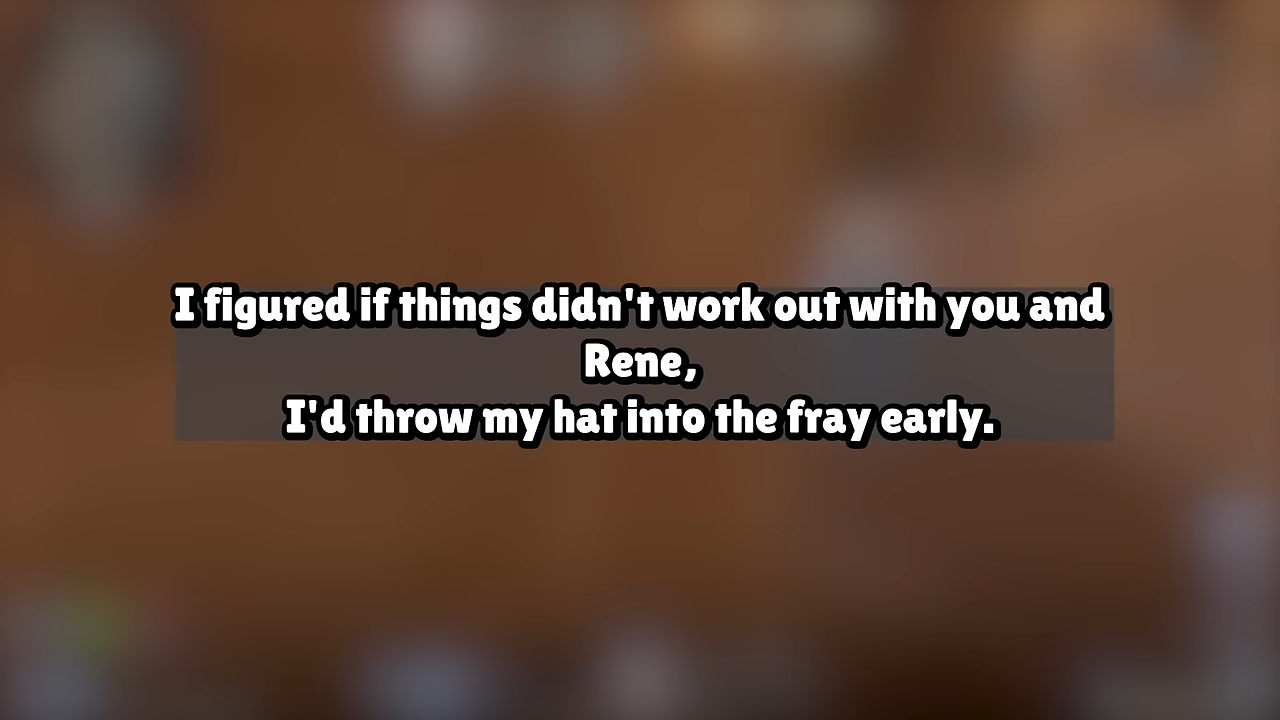 I figured if things didn't work out with you and
Rene,
I'd throw my hat into the fray early.